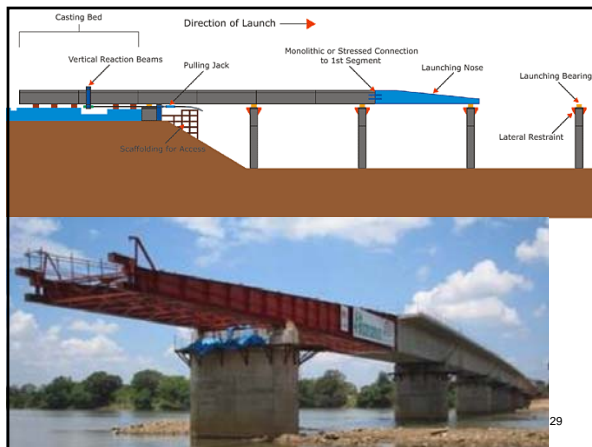 Casting Bed
Direction of Launch
Vertical Reaction Beams
Pulling Jack
Monolithic or Stressed Connection
to 1st Segment
Launching Nose
Launching Bearing
Lateral Restraint
Scaffolding for Access
29